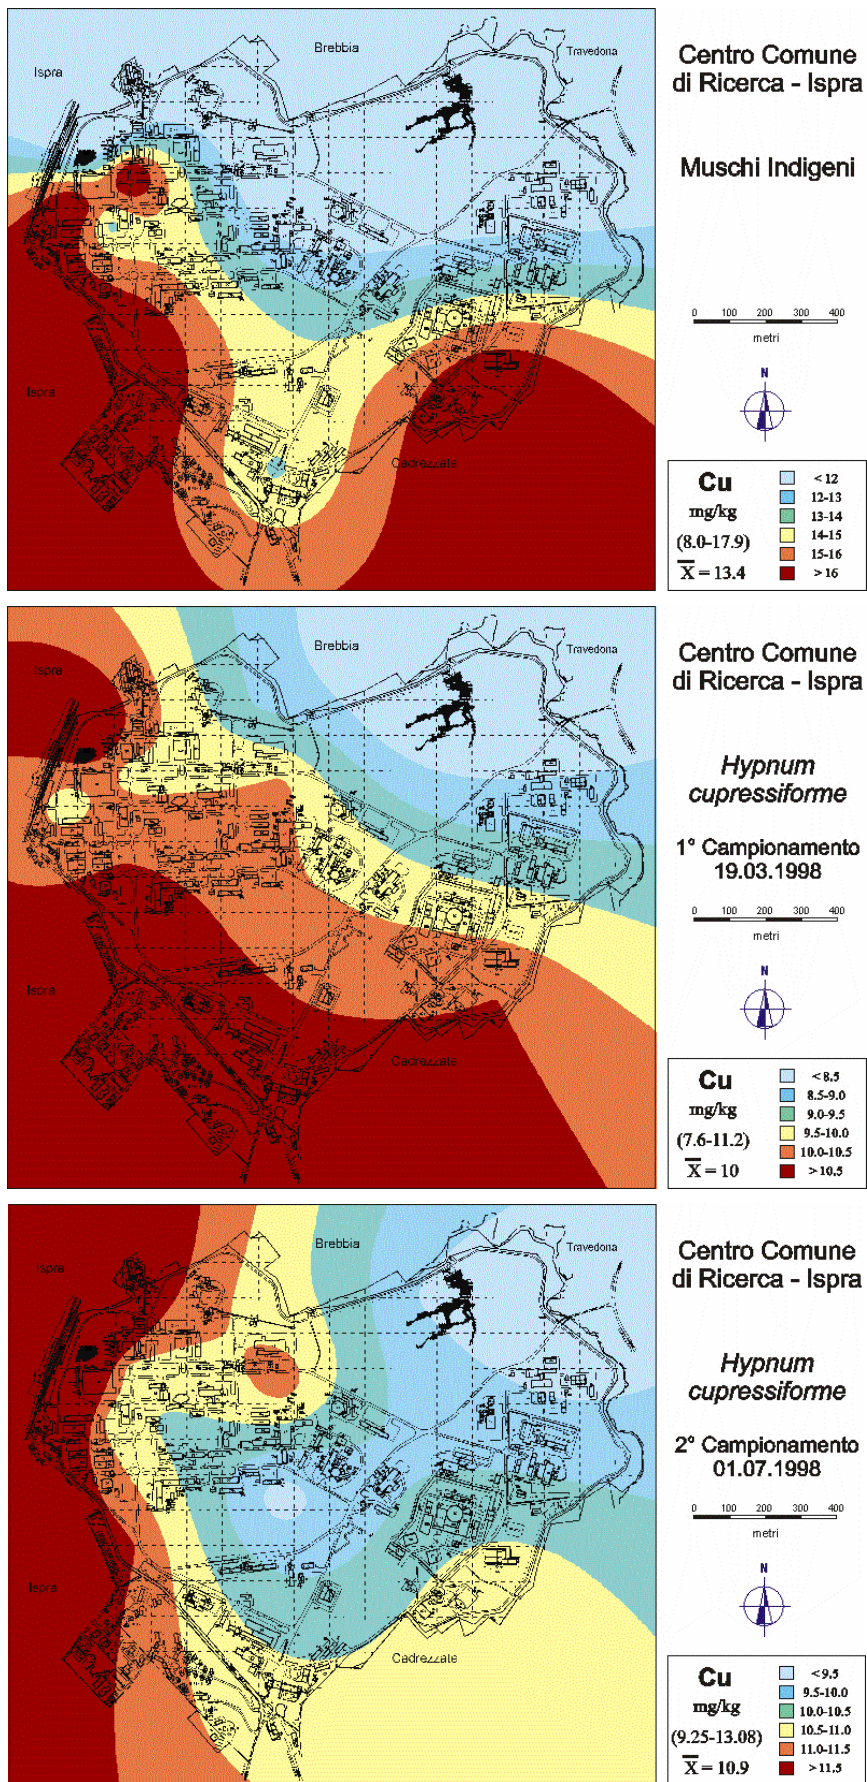 Ispra
Brebbia
Travedona
Ispra
Cadrezzate
Centro Comune
di Ricerca - Ispra
Muschi Indigeni
0 100 200 300 400
metri
N
Cu
mg/kg
(8.0-17.9)
X̅ = 13.4
< 12
12-13
13-14
14-15
15-16
> 16
Ispra
Brebbia
Travedona
Ispra
Cadrezzate
Centro Comune
di Ricerca - Ispra
Hypnum
cupressiforme
1° Campionamento
19.03.1998
0 100 200 300 400
metri
N
Cu
mg/kg
(7.6-11.2)
X̅ = 10
< 8.5
8.5-9.0
9.0-9.5
9.5-10.0
10.0-10.5
> 10.5
Ispra
Brebbia
Travedona
Ispra
Cadrezzate
Centro Comune
di Ricerca - Ispra
Hypnum
cupressiforme
2° Campionamento
01.07.1998
0 100 200 300 400
metri
N
Cu
mg/kg
(9.25-13.08)
X̅ = 10.9
< 9.5
9.5-10.0
10.0-10.5
10.5-11.0
11.0-11.5
> 11.5